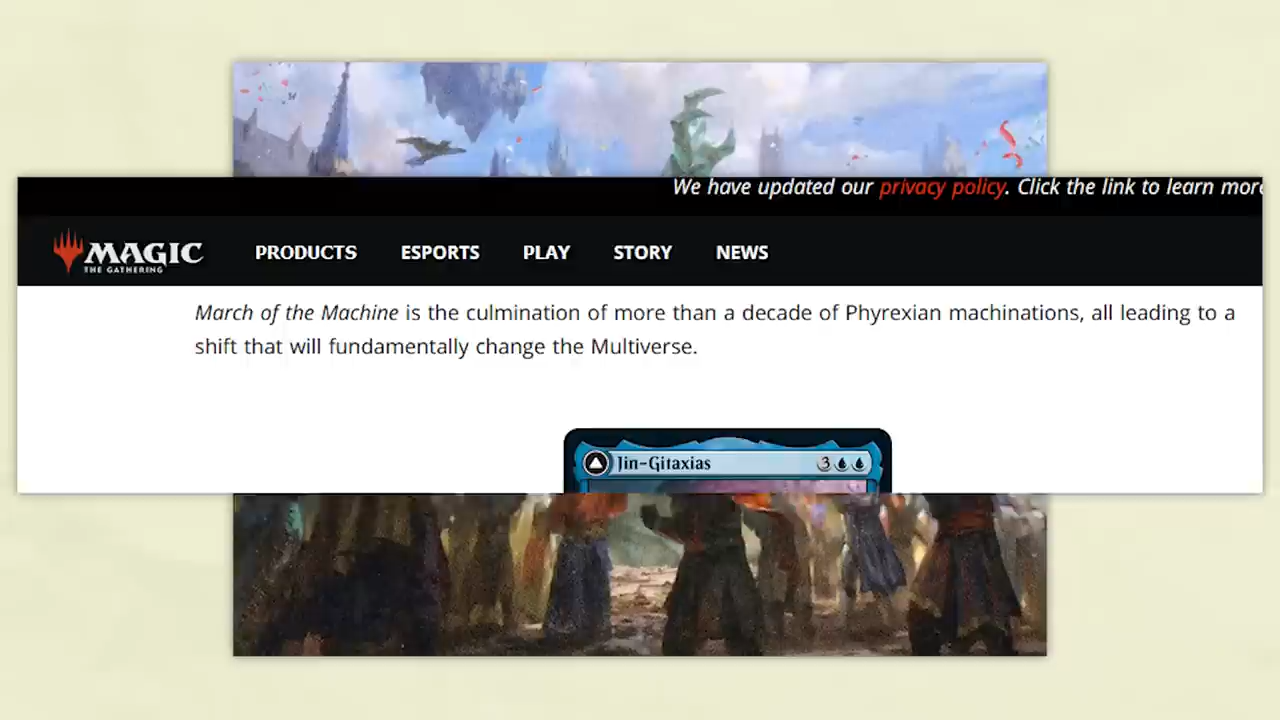 We have updated our privacy policy. Click the link to learn more
MAGIC
THE GATHERING
PRODUCTS ESPORTS PLAY STORY NEWS
March of the Machine is the culmination of more than a decade of Phyrexian machinations, all leading to a
shift that will fundamentally change the Multiverse.
Jin-Gitaxias 3